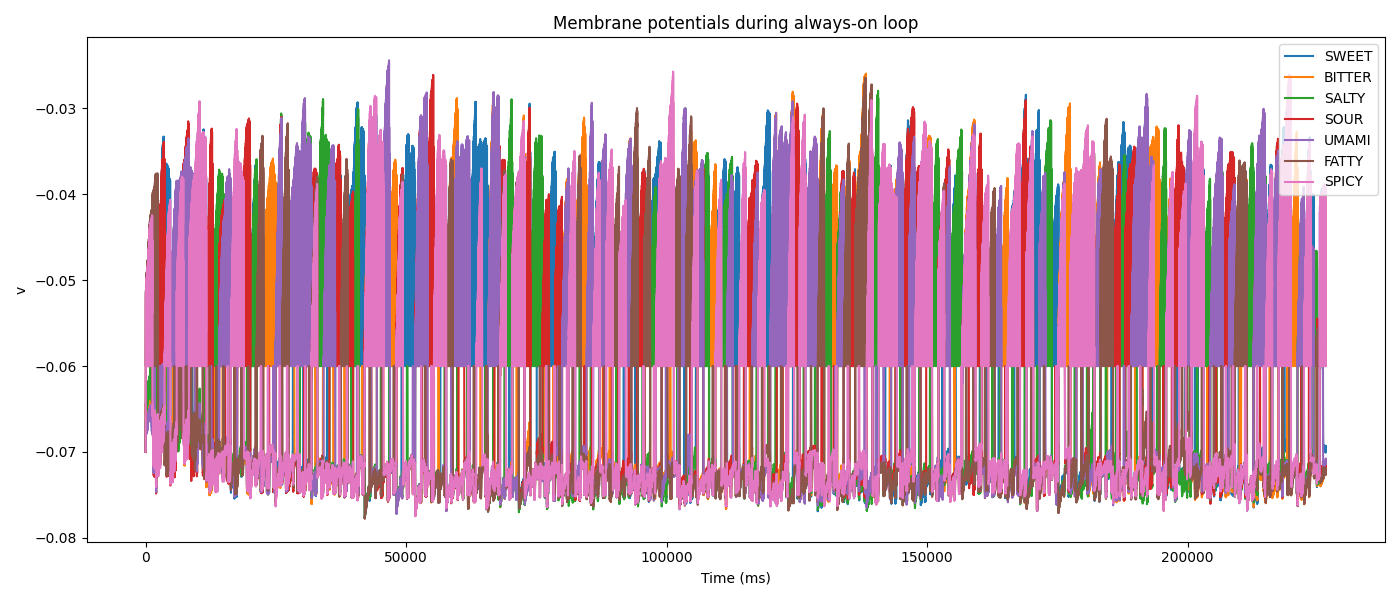 Membrane potentials during always-on loop
SWEET
BITTER
SALTY
SOUR
UMAMI
FATTY
SPICY
−0.03
−0.04
−0.05
−0.06
−0.07
−0.08
v
0
50000
100000
150000
200000
Time (ms)